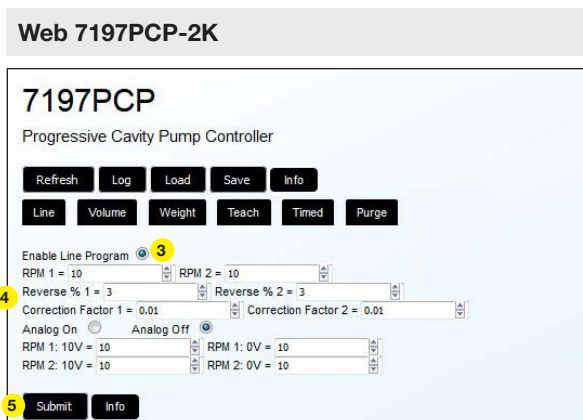 Web 7197PCP-2K
7197PCP
Progressive Cavity Pump Controller
Refresh Log Load Save Info
Line Volume Weight Teach Timed Purge
Enable Line Program 3
RPM 1 = 10 RPM 2 = 10
4 Reverse % 1 = 3 Reverse % 2 = 3
Correction Factor 1 = 0.01 Correction Factor 2 = 0.01
Analog On Analog Off
RPM 1: 10V = 10 RPM 1: 0V = 10
RPM 2: 10V = 10 RPM 2: 0V = 10
5 Submit Info